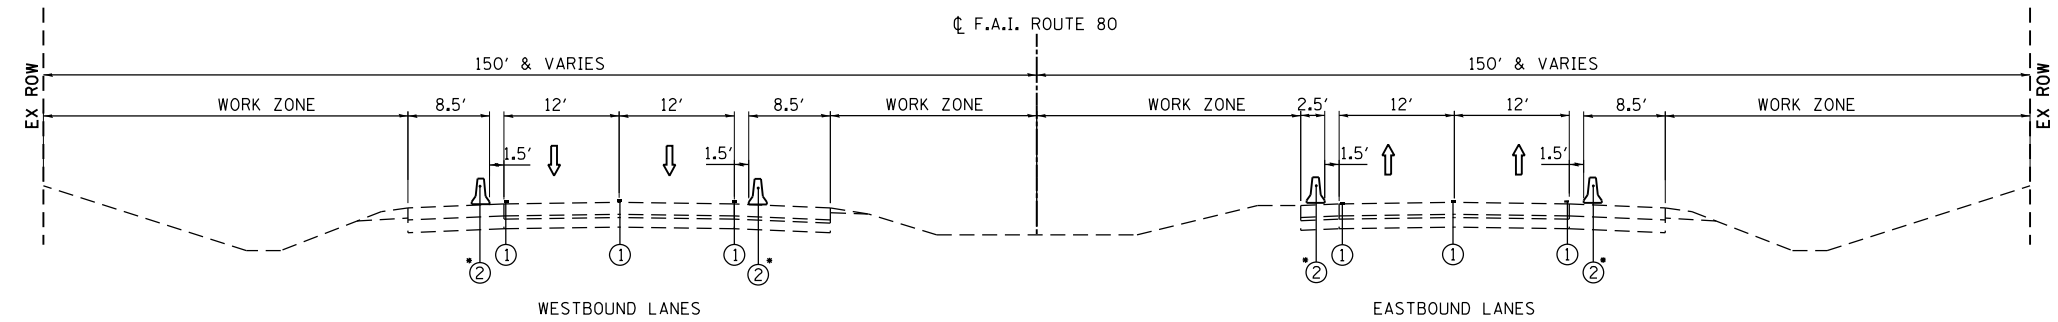 ℄ F.A.I. ROUTE 80
150' & VARIES
150' & VARIES
EX ROW
EX ROW
WORK ZONE
8.5'
12'
12'
8.5'
WORK ZONE
WORK ZONE
2.5'
12'
12'
8.5'
WORK ZONE
1.5'
1.5'
1.5'
1.5'
1
1
1
1
1
1
*
2
2
*
*
2
2
*
WESTBOUND LANES
EASTBOUND LANES